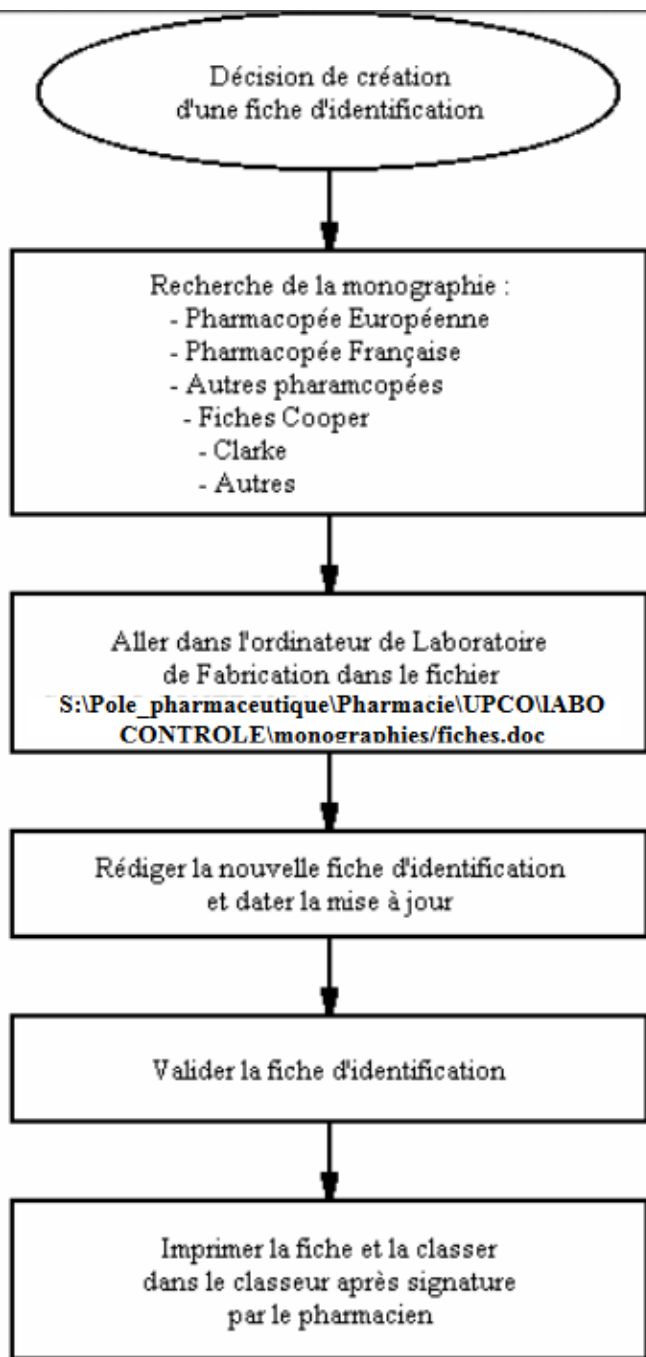 Décision de création
d'une fiche d'identification
Recherche de la monographie :
- Pharmacopée Européenne
- Pharmacopée Française
- Autres pharamcopées
- Fiches Cooper
- Clarke
- Autres
Aller dans l'ordinateur de Laboratoire
de Fabrication dans le fichier
S:\Pole_pharmaceutique\Pharmacie\UPCO\lABO
CONTROLE\monographies/fiches.doc
Rédiger la nouvelle fiche d'identification
et dater la mise à jour
Valider la fiche d'identification
Imprimer la fiche et la classer
dans le classeur après signature
par le pharmacien